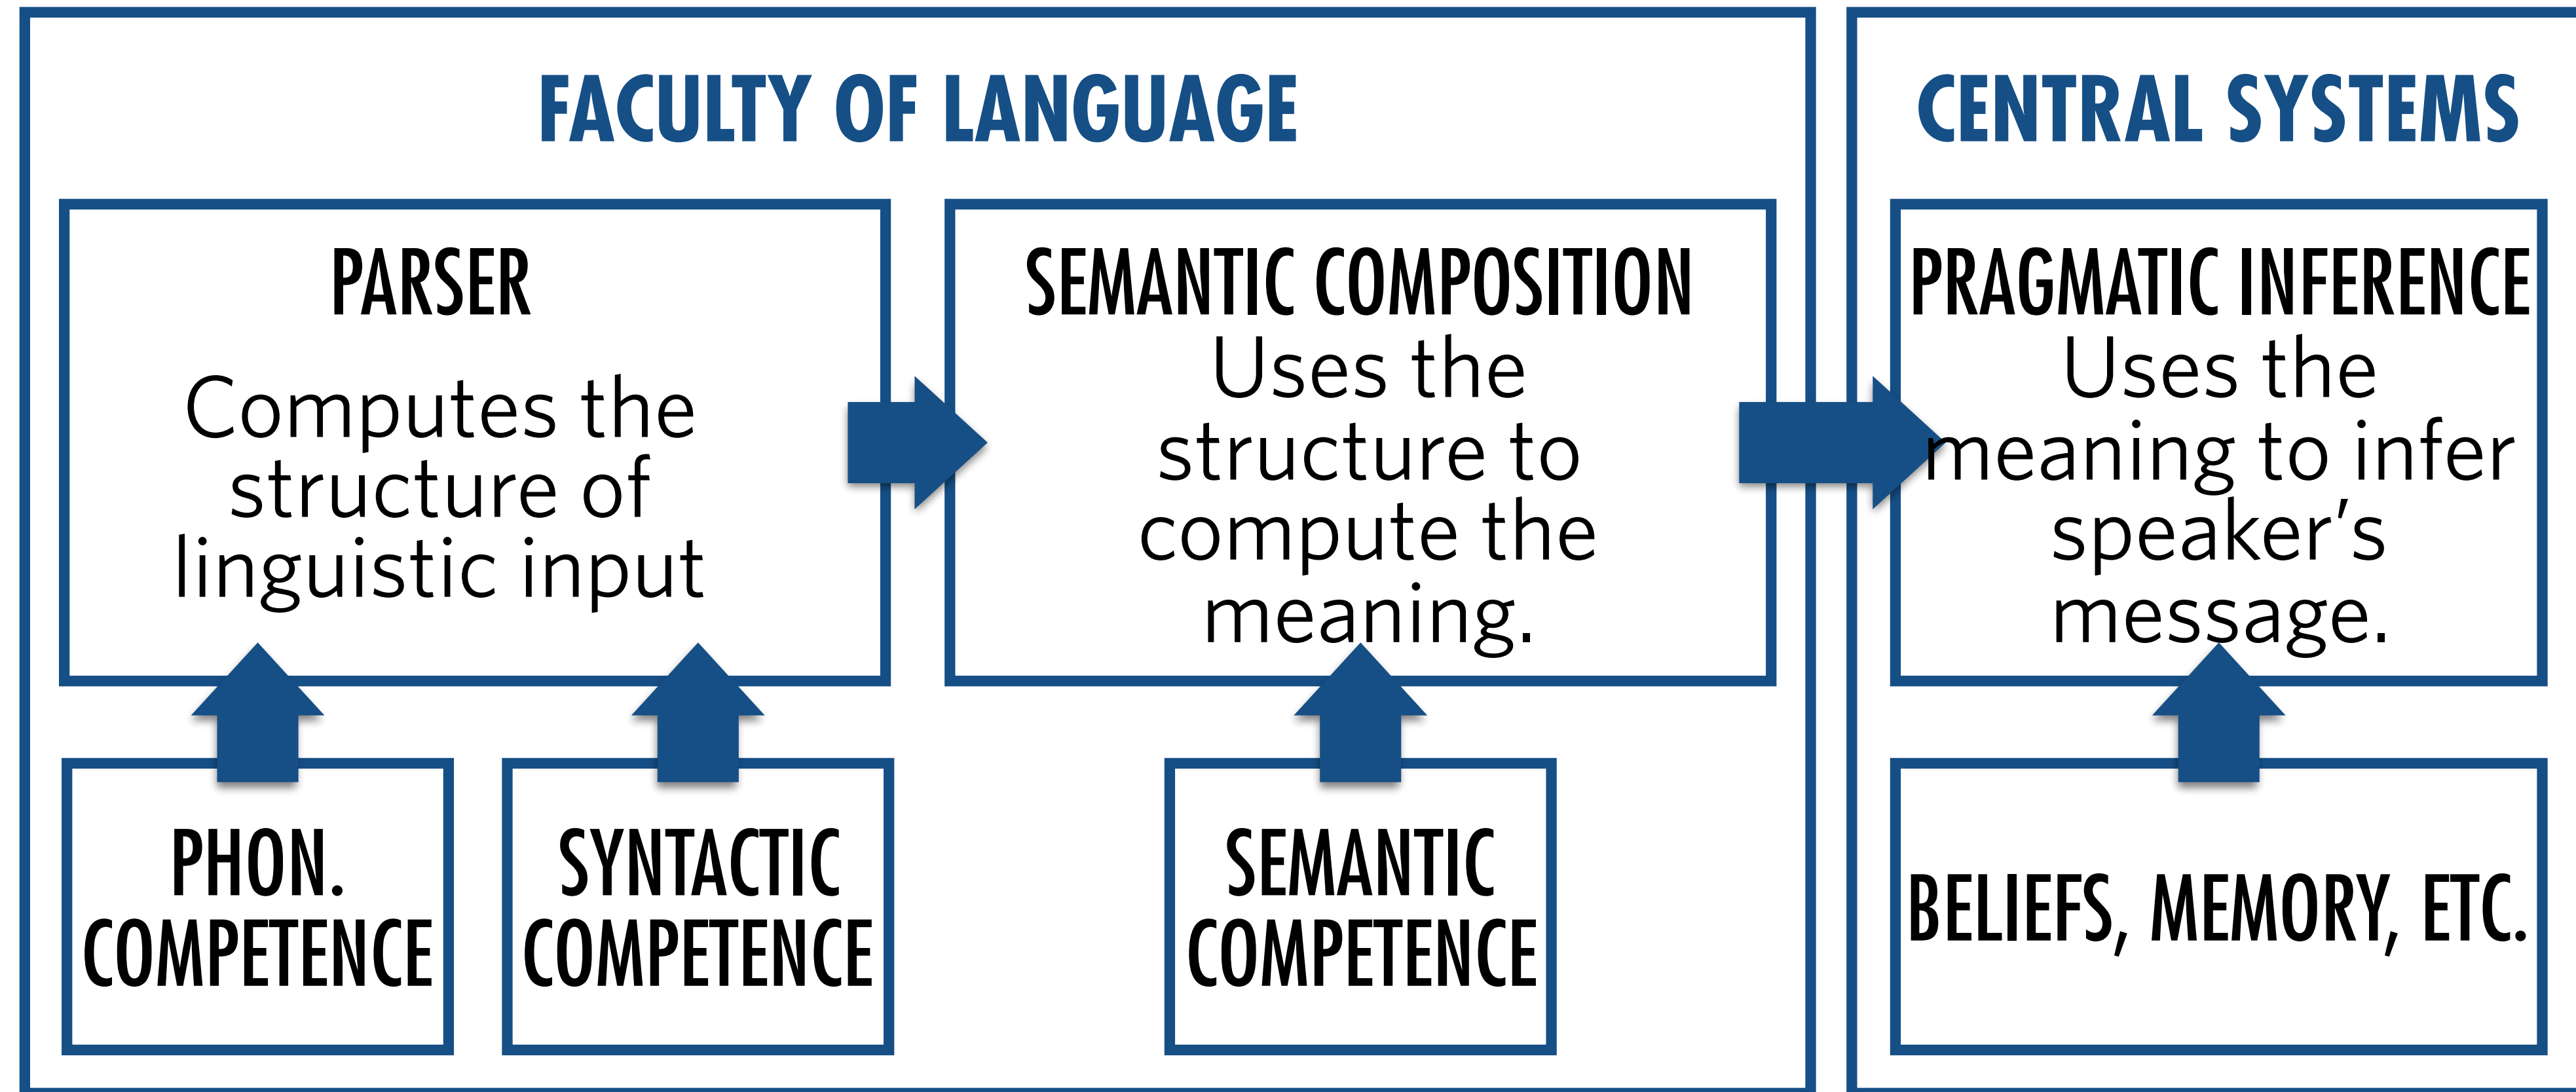 FACULTY OF LANGUAGE
CENTRAL SYSTEMS
PARSER
Computes the
structure of
linguistic input
SEMANTIC COMPOSITION
Uses the
structure to
compute the
meaning.
PRAGMATIC INFERENCE
Uses the
meaning to infer
speaker’s
message.
PHON.
COMPETENCE
SYNTACTIC
COMPETENCE
SEMANTIC
COMPETENCE
BELIEFS, MEMORY, ETC.